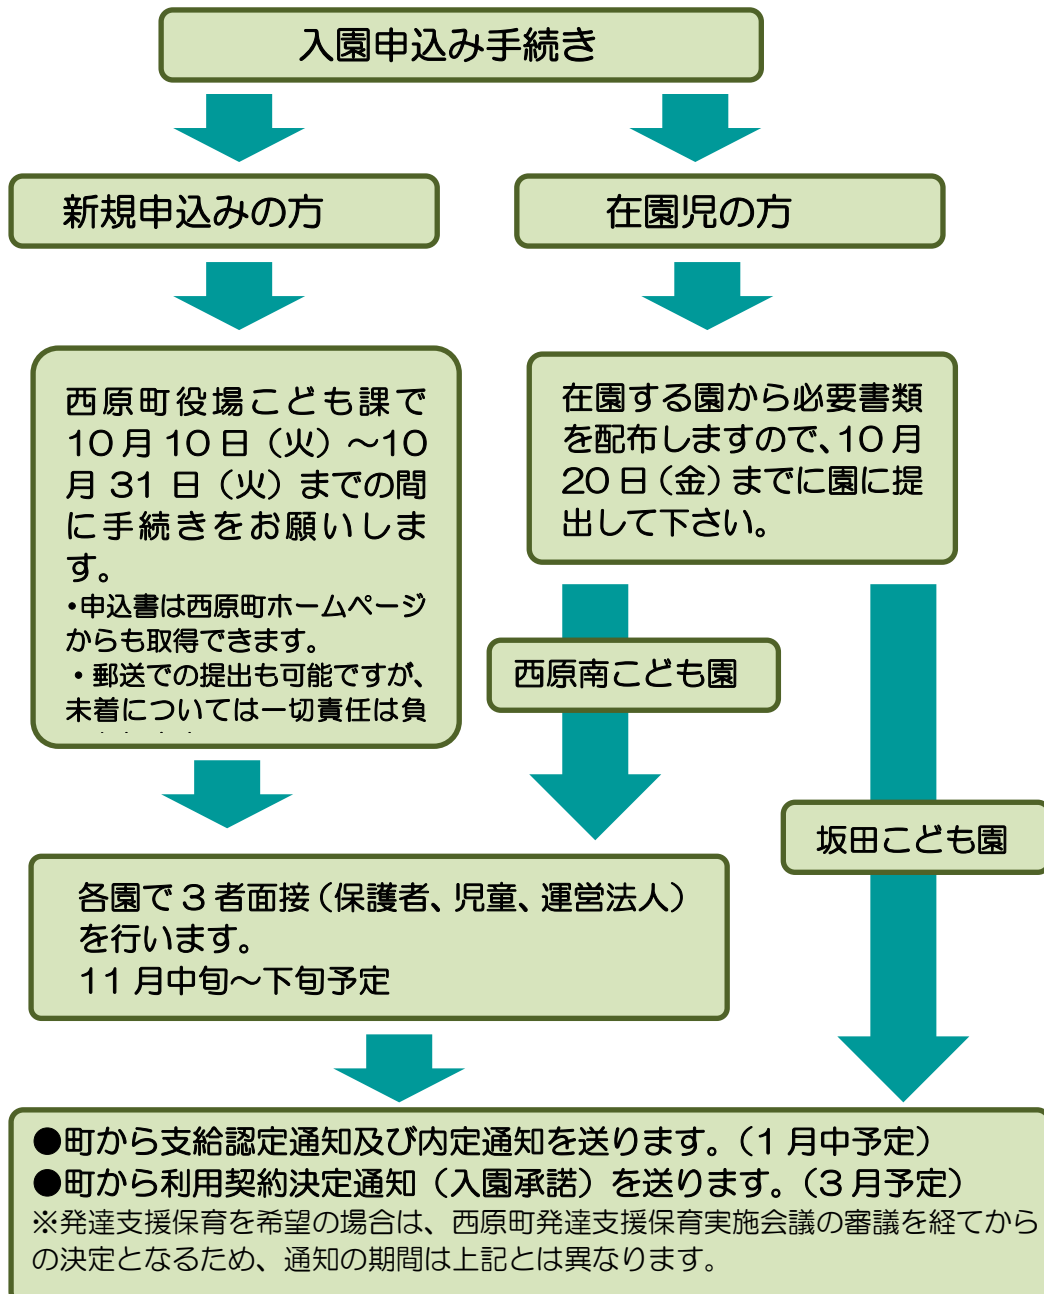 入園申込み手続き
新規申込みの方
在園児の方
西原町役場こども課で
10月10日（火）～10
月31日（火）までの間
に手続きをお願いしま
す。
・申込書は西原町ホームページ
からも取得できます。
・郵送での提出も可能ですが、
未着については一切責任は負
在園する園から必要書類
を配布しますので、10月
20日（金）までに園に提
出して下さい。
西原南こども園
坂田こども園
各園で3者面接（保護者、児童、運営法人）
を行います。
11月中旬～下旬予定
●町から支給認定通知及び内定通知を送ります。（1月中予定）
●町から利用契約決定通知（入園承諾）を送ります。（3月予定）
※発達支援保育を希望の場合は、西原町発達支援保育実施会議の審議を経てから
の決定となるため、通知の期間は上記とは異なります。